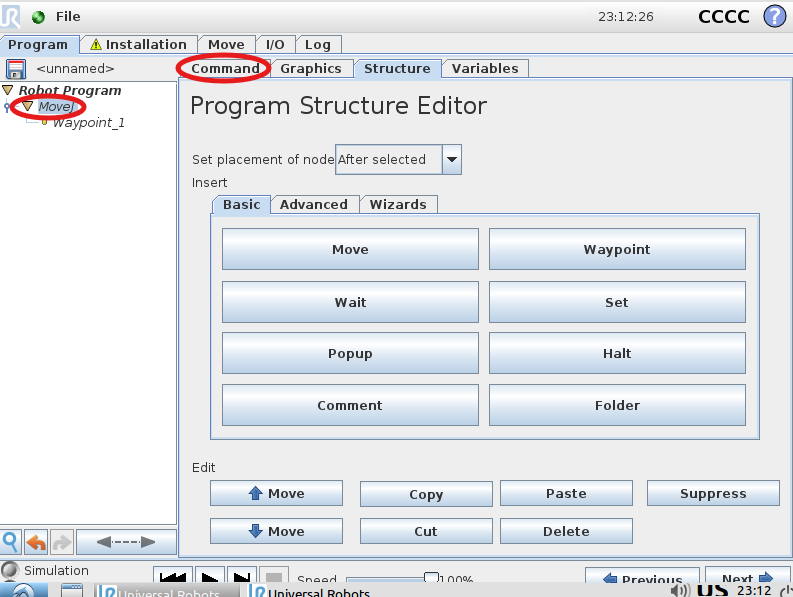 File 23:12:26 CCCC ?
Program Installation Move I/O Log
<unnamed> Command Graphics Structure Variables
Robot Program
MoveJ
Waypoint_1
Program Structure Editor
Set placement of node After selected
Insert
Basic Advanced Wizards
Move Waypoint
Wait Set
Popup Halt
Comment Folder
Edit
Move Copy Paste Suppress
Move Cut Delete
Simulation
Speed 100% Previous Next
Universal Robots Universal Robots US 23:12